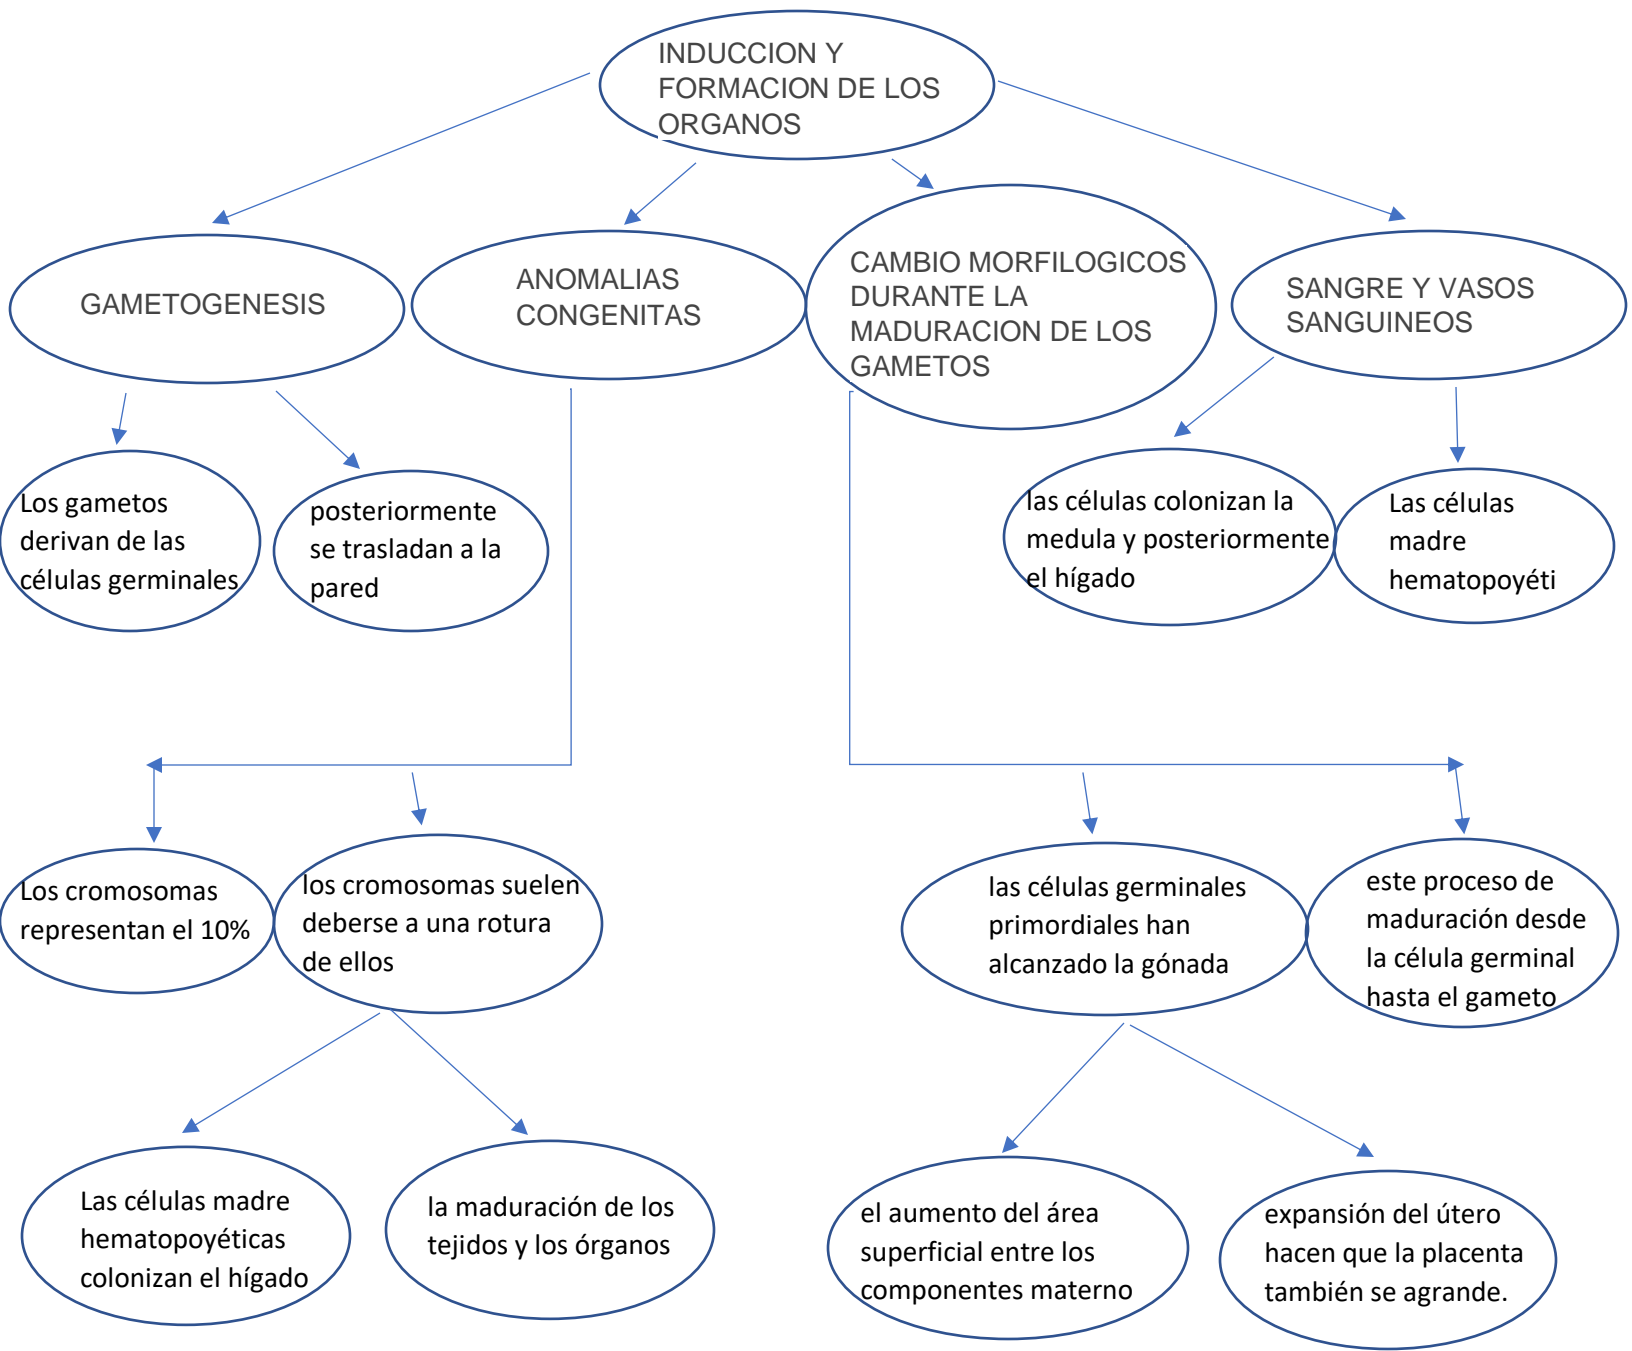 INDUCCION Y
FORMACION DE LOS
ORGANOS
GAMETOGENESIS
ANOMALIAS
CONGENITAS
CAMBIO MORFILOGICOS
DURANTE LA
MADURACION DE LOS
GAMETOS
SANGRE Y VASOS
SANGUINEOS
Los gametos
derivan de las
células germinales
posteriormente
se trasladan a la
pared
las células colonizan la
medula y posteriormente
el hígado
Las células
madre
hematopoyéti
Los cromosomas
representan el 10%
los cromosomas suelen
deberse a una rotura
de ellos
las células germinales
primordiales han
alcanzado la gónada
este proceso de
maduración desde
la célula germinal
hasta el gameto
Las células madre
hematopoyéticas
colonizan el hígado
la maduración de los
tejidos y los órganos
el aumento del área
superficial entre los
componentes materno
expansión del útero
hacen que la placenta
también se agrande.